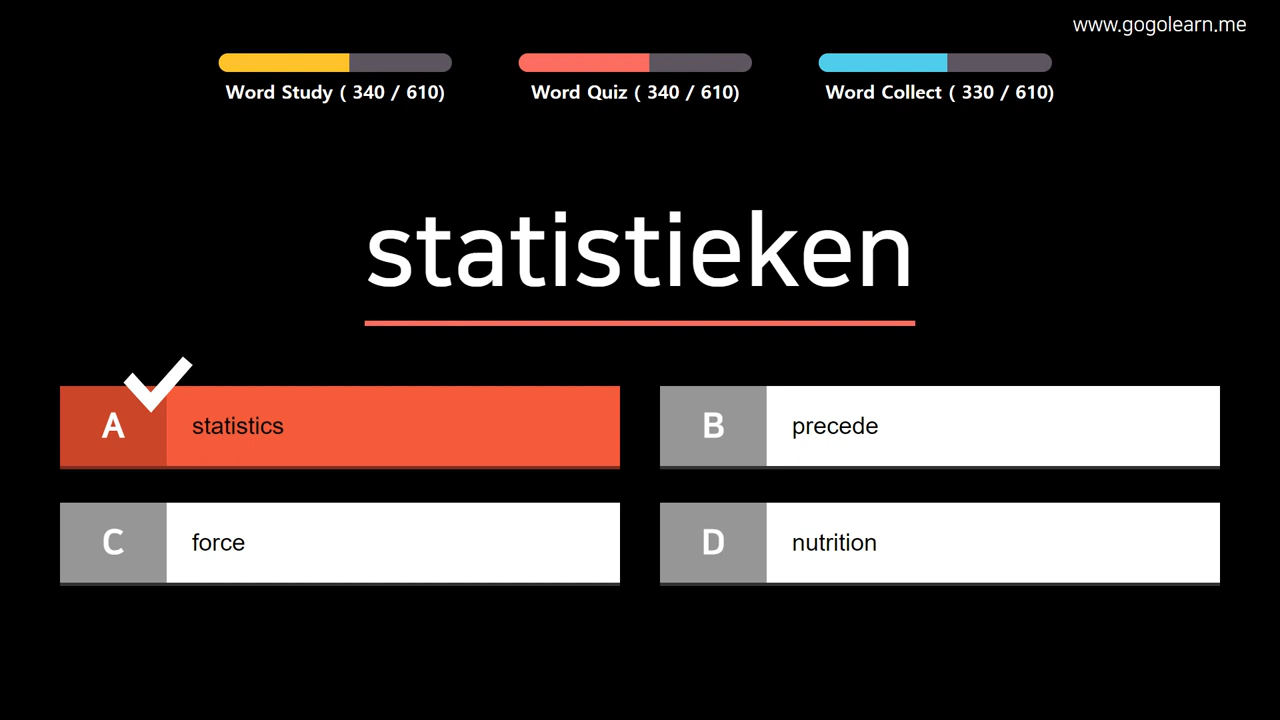 www.gogolearn.me
Word Study ( 340 / 610)
Word Quiz ( 340 / 610)
Word Collect ( 330 / 610)
statistieken
A statistics
B precede
C force
D nutrition